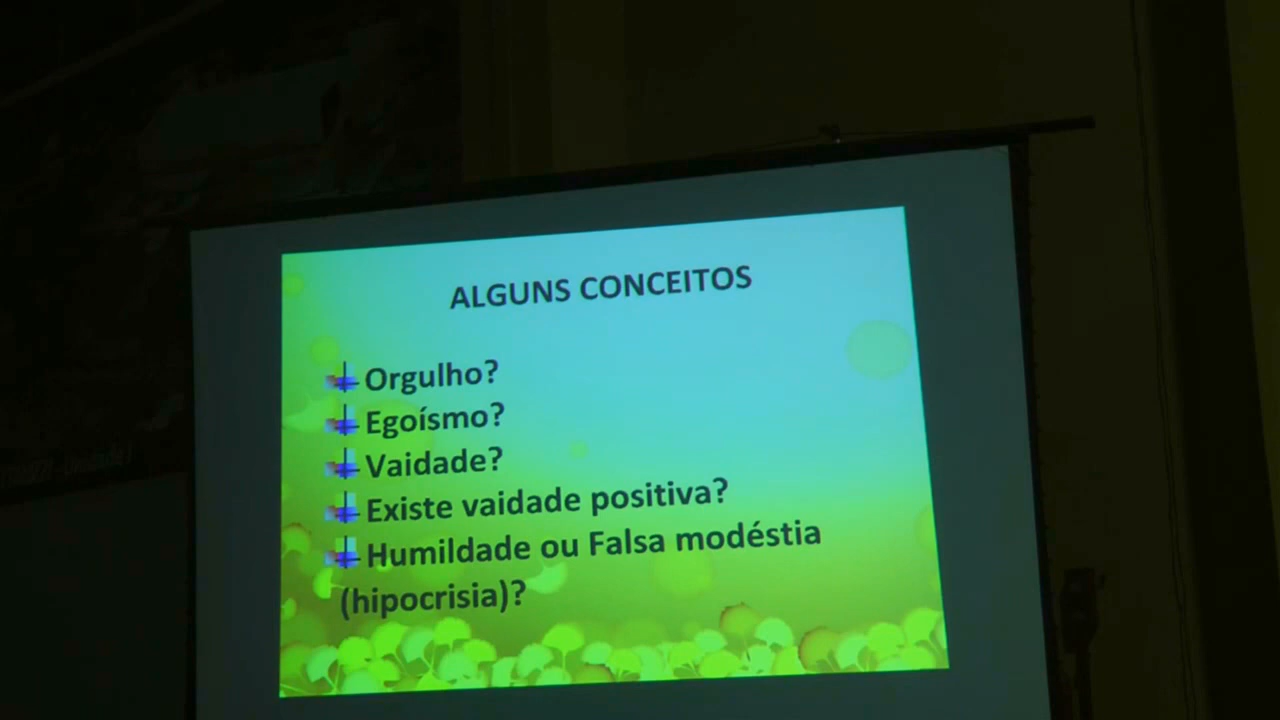 ALGUNS CONCEITOS
Orgulho?
Egoísmo?
Vaidade?
Existe vaidade positiva?
Humildade ou Falsa modéstia
(hipocrisia)?